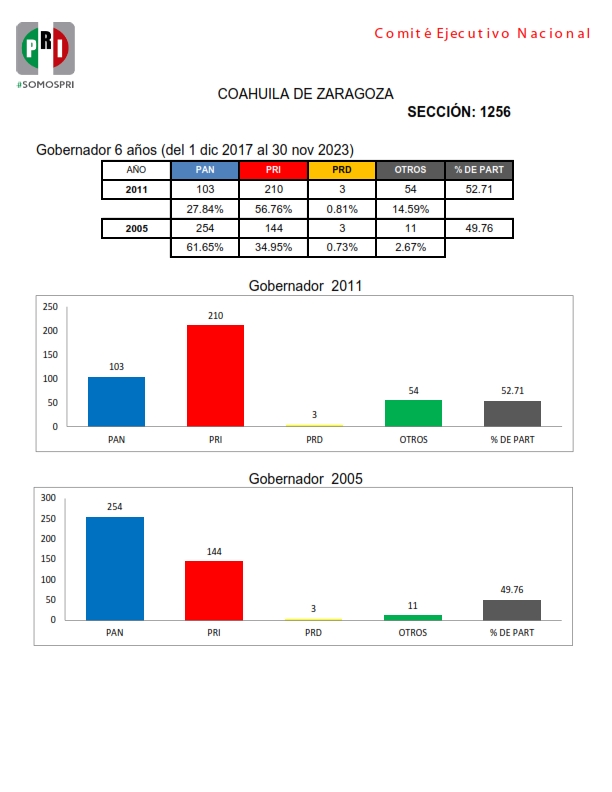 Comité Ejecutivo Nacional
PRI
#SOMOSPRI
COAHUILA DE ZARAGOZA
SECCIÓN: 1256
Gobernador 6 años (del 1 dic 2017 al 30 nov 2023)
AÑO PAN PRI PRD OTROS % DE PART
2011 103 210 3 54 52.71
27.84% 56.76% 0.81% 14.59%
2005 254 144 3 11 49.76
61.65% 34.95% 0.73% 2.67%
Gobernador 2011
250
200
150
100
50
0
103 210 3 54 52.71
PAN PRI PRD OTROS % DE PART
Gobernador 2005
300
250
200
150
100
50
0
254 144 3 11 49.76
PAN PRI PRD OTROS % DE PART